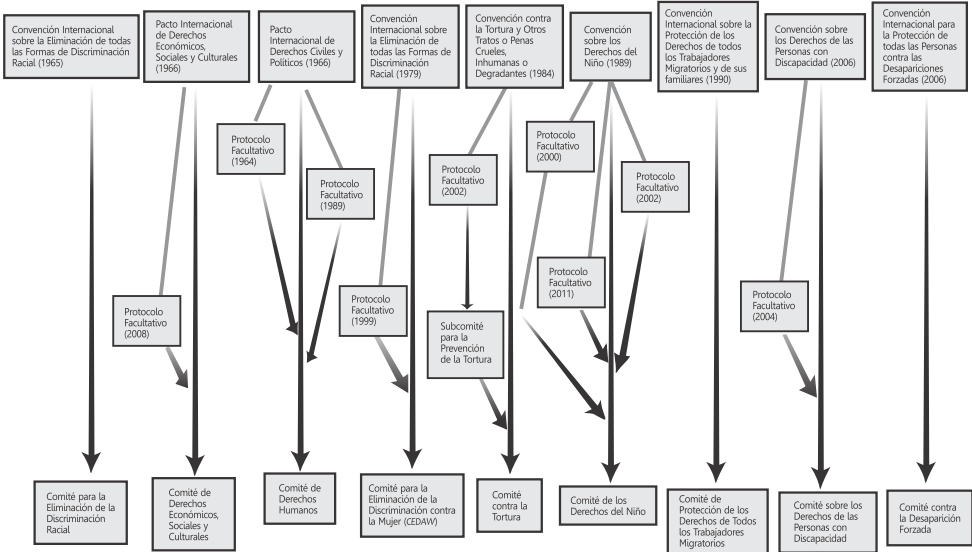 Convención Internacional
sobre la Eliminación de todas
las Formas de Discriminación
Racial (1965)
Pacto Internacional
de Derechos
Económicos,
Sociales y Culturales
(1966)
Pacto
Internacional de
Derechos Civiles y
Políticos (1966)
Convención
Internacional sobre
la Eliminación de
todas las Formas de
Discriminación
Racial (1979)
Convención contra
la Tortura y Otros
Tratos o Penas
Crueles,
Inhumanas o
Degradantes (1984)
Convención
sobre los
Derechos del
Niño (1989)
Convención
Internacional sobre la
Protección de los
Derechos de todos
los Trabajadores
Migratorios y de sus
familiares (1990)
Convención sobre
los Derechos de las
Personas con
Discapacidad (2006)
Convención
Internacional para
la Protección de
todas las Personas
contra las
Desapariciones
Forzadas (2006)
Protocolo
Facultativo
(1964)
Protocolo
Facultativo
(1989)
Protocolo
Facultativo
(2002)
Protocolo
Facultativo
(2000)
Protocolo
Facultativo
(2002)
Protocolo
Facultativo
(2008)
Protocolo
Facultativo
(1999)
Subcomité
para la
Prevención
de la Tortura
Protocolo
Facultativo
(2011)
Protocolo
Facultativo
(2004)
Comité para la
Eliminación de la
Discriminación
Racial
Comité de
Derechos
Económicos,
Sociales y
Culturales
Comité de
Derechos
Humanos
Comité para la
Eliminación de la
Discriminación contra
la Mujer (CEDAW)
Comité
contra la
Tortura
Comité de los
Derechos del Niño
Comité de
Protección de los
Derechos de Todos
los Trabajadores
Migratorios
Comité sobre los
Derechos de las
Personas con
Discapacidad
Comité contra
la Desaparición
Forzada